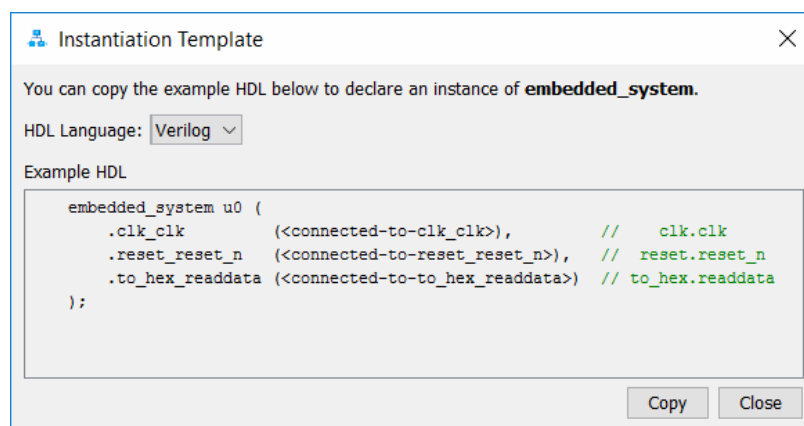 Instantiation Template
You can copy the example HDL below to declare an instance of embedded_system.
HDL Language: Verilog
Example HDL
embedded_system u0 (
.clk_clk (<connected-to-clk_clk>), // clk.clk
.reset_reset_n (<connected-to-reset_reset_n>), // reset.reset_n
.to_hex_readdata (<connected-to-to_hex_readdata>) // to_hex.readdata
);
Copy Close